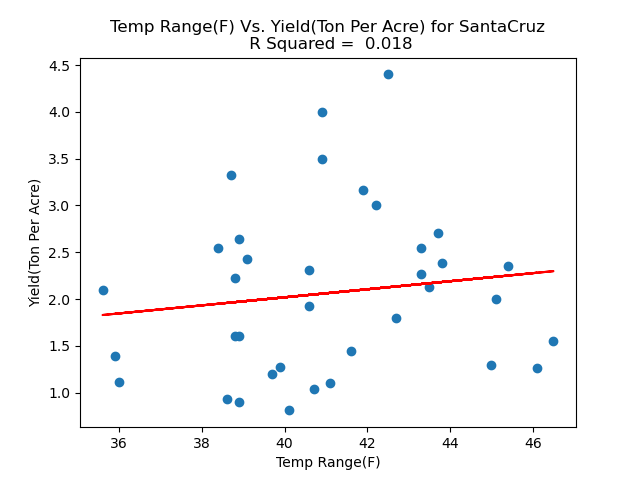 Temp Range(F) Vs. Yield(Ton Per Acre) for SantaCruz
R Squared =  0.018
4.5
4.0
3.5
3.0
2.5
2.0
1.5
1.0
Yield(Ton Per Acre)
36 38 40 42 44 46
Temp Range(F)